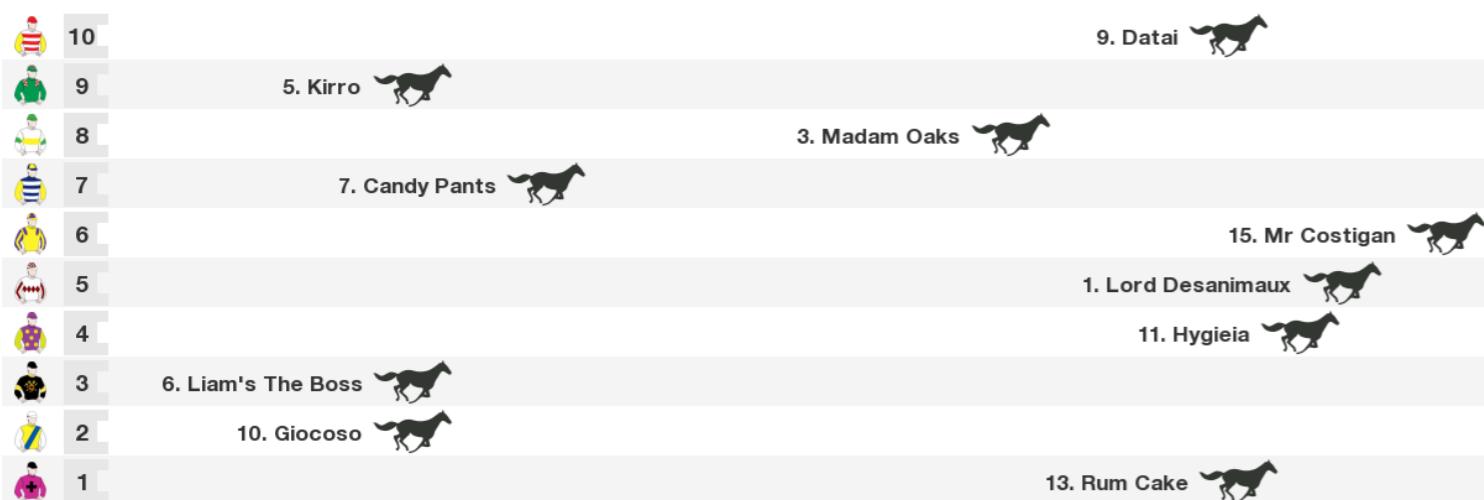 10 9. Datai
9 5. Kirro
8 3. Madam Oaks
7 7. Candy Pants
6 15. Mr Costigan
5 1. Lord Desanimaux
4 11. Hygieia
3 6. Liam's The Boss
2 10. Giocoso
1 13. Rum Cake